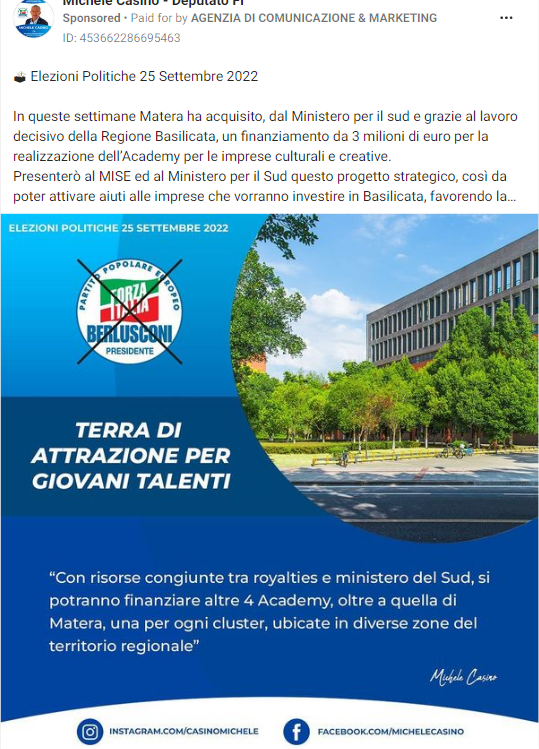 Michele Casino - Deputato FI
Sponsored • Paid for by AGENZIA DI COMUNICAZIONE & MARKETING
ID: 453662286695463
Elezioni Politiche 25 Settembre 2022
In queste settimane Matera ha acquisito, dal Ministero per il sud e grazie al lavoro
decisivo della Regione Basilicata, un finanziamento da 3 milioni di euro per la
realizzazione dell'Academy per le imprese culturali e creative.
Presenterò al MISE ed al Ministero per il Sud questo progetto strategico, così da
poter attivare aiuti alle imprese che vorranno investire in Basilicata, favorendo la...
ELEZIONI POLITICHE 25 SETTEMBRE 2022
PARTITO POPOLARE EUROPEO
FORZA
ITALIA
BERLUSCONI
PRESIDENTE
TERRA DI
ATTRAZIONE PER
GIOVANI TALENTI
“Con risorse congiunte tra royalties e ministero del Sud, si
potranno finanziare altre 4 Academy, oltre a quella di
Matera, una per ogni cluster, ubicate in diverse zone del
territorio regionale”
Michele Casino
INSTAGRAM.COM/CASINOMICHELE
FACEBOOK.COM/MICHELECASINO